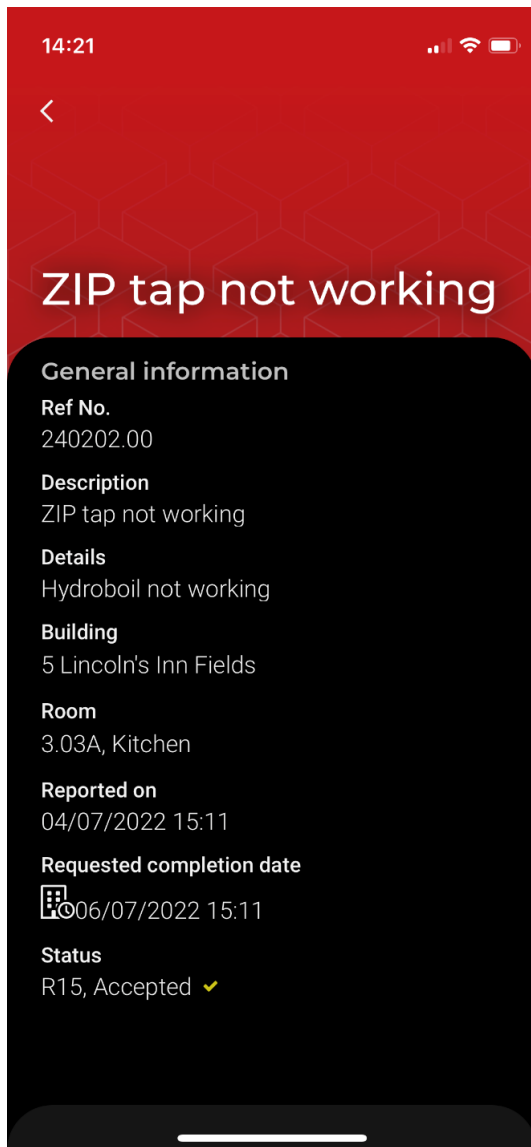 14:21
ZIP tap not working
General information
Ref No.
240202.00
Description
ZIP tap not working
Details
Hydroboil not working
Building
5 Lincoln's Inn Fields
Room
3.03A, Kitchen
Reported on
04/07/2022 15:11
Requested completion date
06/07/2022 15:11
Status
R15, Accepted